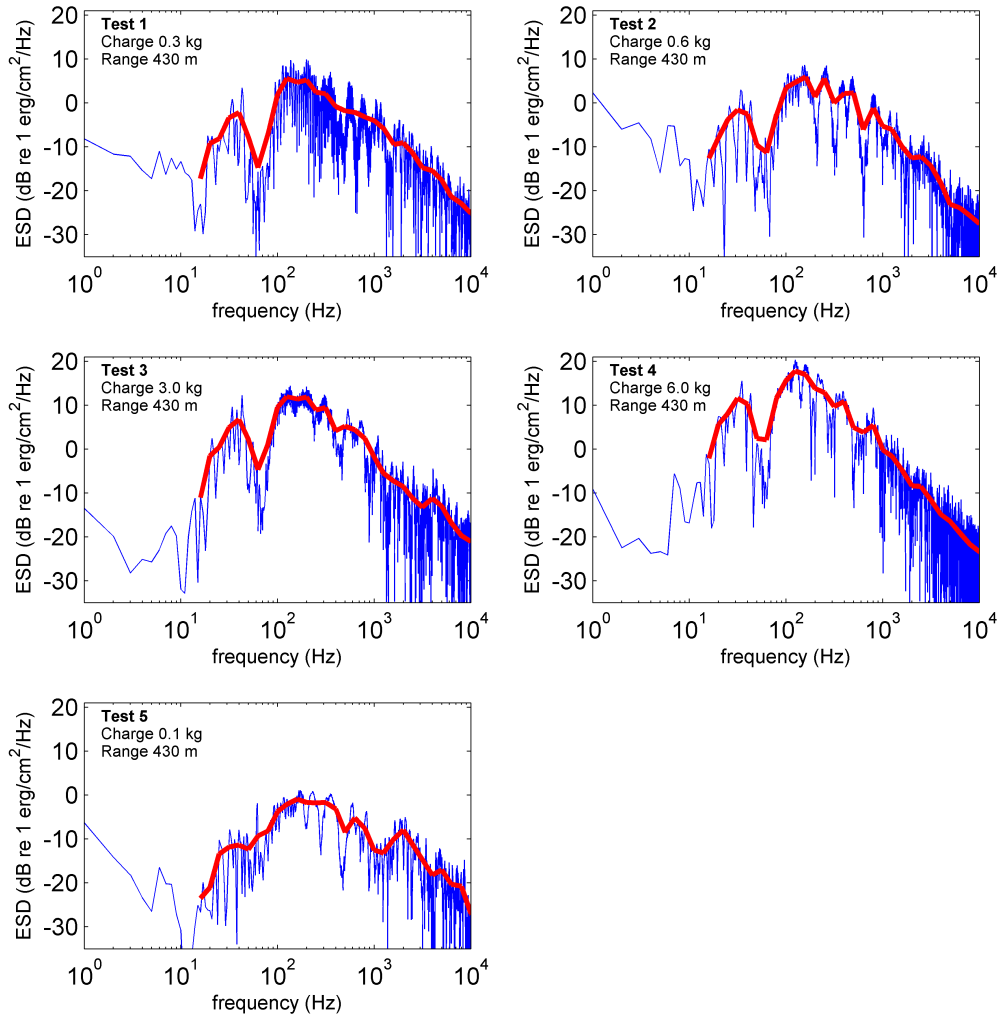 Test 1
Charge 0.3 kg
Range 430 m
20
10
0
-10
-20
-30
ESD (dB re 1 erg/cm²/Hz)
10⁰
10¹
10²
10³
10⁴
frequency (Hz)
Test 2
Charge 0.6 kg
Range 430 m
20
10
0
-10
-20
-30
ESD (dB re 1 erg/cm²/Hz)
10⁰
10¹
10²
10³
10⁴
frequency (Hz)
Test 3
Charge 3.0 kg
Range 430 m
20
10
0
-10
-20
-30
ESD (dB re 1 erg/cm²/Hz)
10⁰
10¹
10²
10³
10⁴
frequency (Hz)
Test 4
Charge 6.0 kg
Range 430 m
20
10
0
-10
-20
-30
ESD (dB re 1 erg/cm²/Hz)
10⁰
10¹
10²
10³
10⁴
frequency (Hz)
Test 5
Charge 0.1 kg
Range 430 m
20
10
0
-10
-20
-30
ESD (dB re 1 erg/cm²/Hz)
10⁰
10¹
10²
10³
10⁴
frequency (Hz)